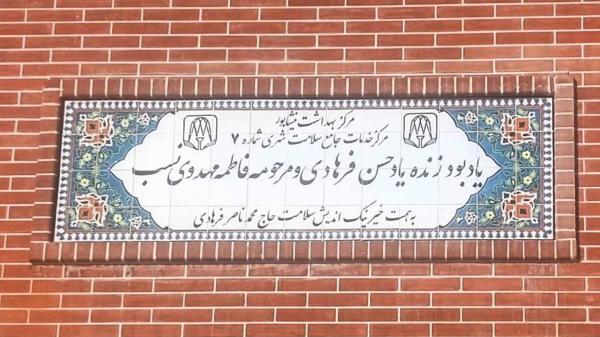 مرکز بهداشت نیشابور
مرکز خدمات جامع سلامت شهری شماره ۷
یادبود زنده یاد حسن فرهادی و مرحومه فاطمه مهدوی نسب
به همت خیر نیک اندیش سلامت حاج محمد ناصر فرهادی